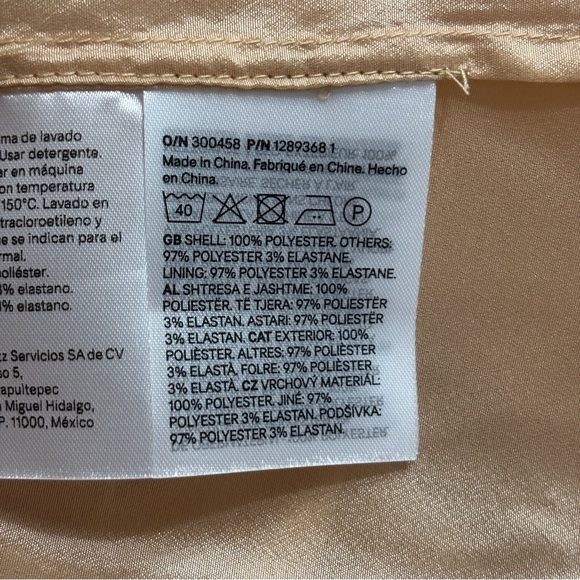 ma de lavado
Usar detergente.
ar en máquina
on temperatura
150°C. Lavado en
tracloroetileno y
e se indican para el
rmal.
oliéster.
% elastano.
% elastano.
kz Servicios SA de CV
so 5,
apultepec
n Miguel Hidalgo,
P. 11000, México
O/N 300458 P/N 1289368 1
Made in China. Fabriqué en Chine. Hecho
en China.
40 P
GB SHELL: 100% POLYESTER. OTHERS:
97% POLYESTER 3% ELASTANE.
LINING: 97% POLYESTER 3% ELASTANE.
AL SHTRESA E JASHTME: 100%
POLIESTËR. TË TJERA: 97% POLIESTËR
3% ELASTAN. ASTARI: 97% POLIESTËR
3% ELASTAN. CAT EXTERIOR: 100%
POLIÈSTER. ALTRES: 97% POLIÈSTER
3% ELASTÀ. FOLRE: 97% POLIÈSTER
3% ELASTÀ. CZ VRCHOVÝ MATERIÁL:
100% POLYESTER. JINÉ: 97%
POLYESTER 3% ELASTAN. PODŠÍVKA:
97% POLYESTER 3% ELASTAN.